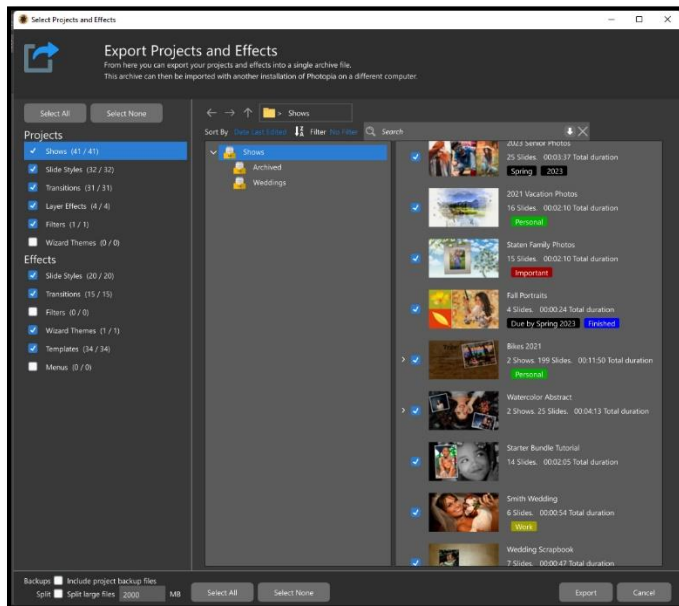 Select Projects and Effects
Export Projects and Effects
From here you can export your projects and effects into a single archive file.
This archive can then be imported with another installation of Photopia on a different computer.
Select All Select None
Projects
Shows (41 / 41)
Slide Styles (32 / 32)
Transitions (31 / 31)
Layer Effects (4 / 4)
Filters (1 / 1)
Wizard Themes (0 / 0)
Effects
Slide Styles (20 / 20)
Transitions (15 / 15)
Filters (0 / 0)
Wizard Themes (1 / 1)
Templates (34 / 34)
Menus (0 / 0)
> Shows
Sort By Date Last Edited Filter No Filter Search
Shows
Archived
Weddings
2023 Senior Photos
25 Slides. 00:03:37 Total duration
Spring 2023
2021 Vacation Photos
16 Slides. 00:02:10 Total duration
Personal
Staten Family Photos
15 Slides. 00:02:10 Total duration
Important
Fall Portraits
4 Slides. 00:00:24 Total duration
Due by Spring 2023 Finished
Bikes 2021
2 Shows. 199 Slides. 00:11:50 Total duration
Personal
Watercolor Abstract
2 Shows. 25 Slides. 00:04:13 Total duration
Starter Bundle Tutorial
14 Slides. 00:02:05 Total duration
Smith Wedding
6 Slides. 00:00:54 Total duration
Work
Wedding Scrapbook
7 Slides. 00:00:47 Total duration
Backups Include project backup files
Split Split large files 2000 MB
Select All Select None Export Cancel